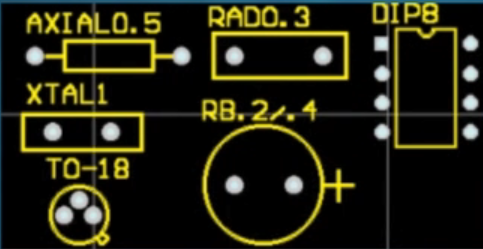 AXIAL0.5
RAD0.3
DIP8
XTAL1
RB.2/.4
TO-18